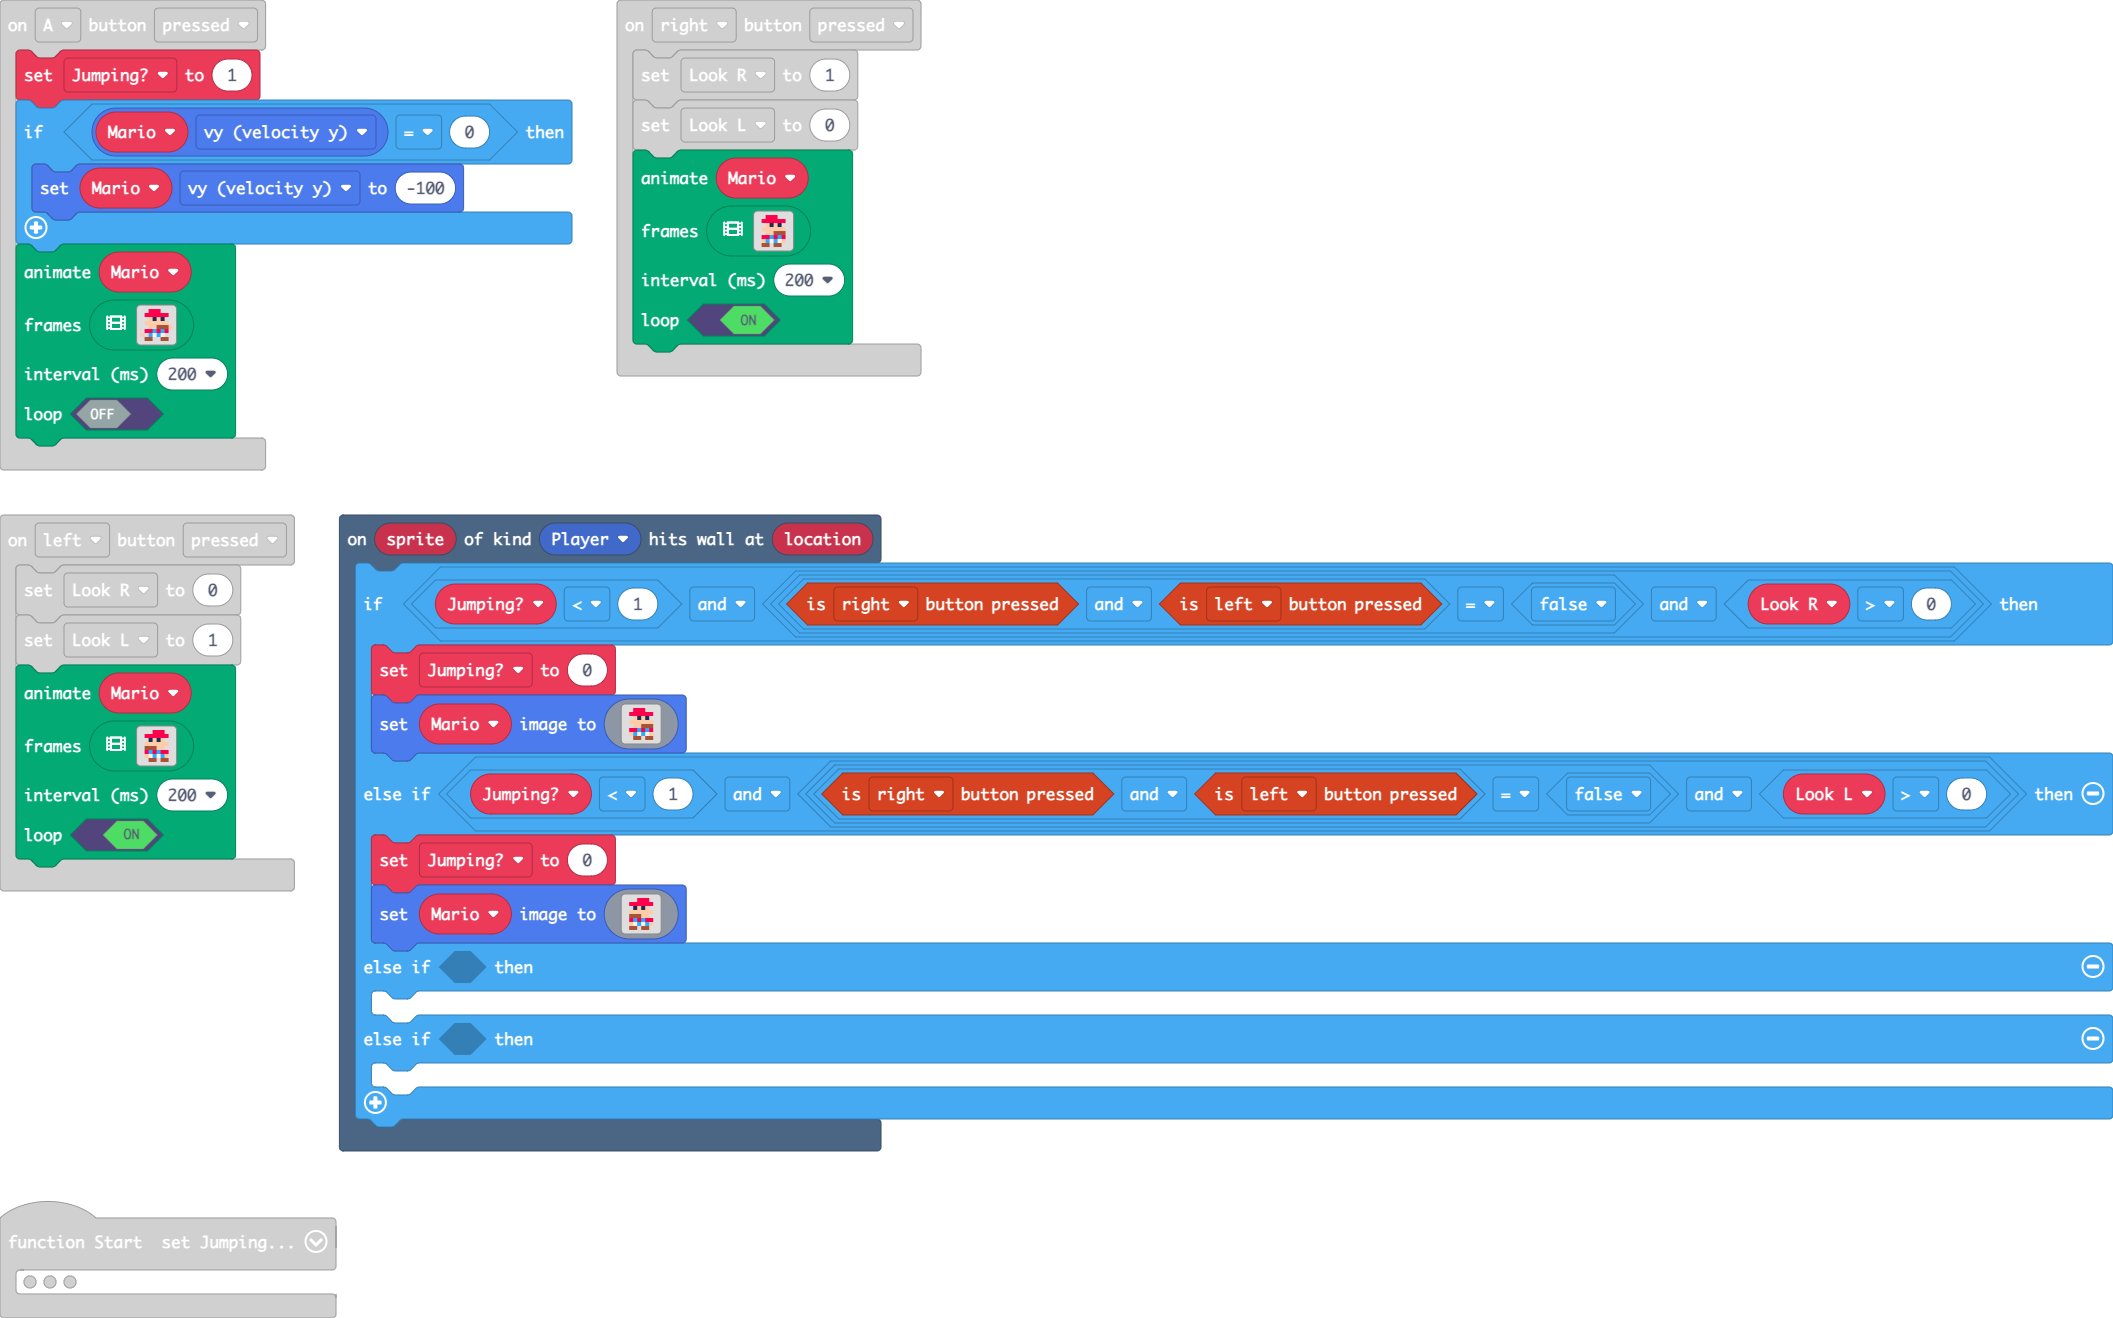 on A button pressed
set Jumping? to 1
if Mario vy (velocity y) = 0 then
set Mario vy (velocity y) to -100
animate Mario
frames
interval (ms) 200
loop OFF
on right button pressed
set Look R to 1
set Look L to 0
animate Mario
frames
interval (ms) 200
loop ON
on left button pressed
set Look R to 0
set Look L to 1
animate Mario
frames
interval (ms) 200
loop ON
on sprite of kind Player hits wall at location
if Jumping? < 1 and is right button pressed and is left button pressed = false and Look R > 0 then
set Jumping? to 0
set Mario image to
else if Jumping? < 1 and is right button pressed and is left button pressed = false and Look L > 0 then
set Jumping? to 0
set Mario image to
else if then
else if then
function Start set Jumping...